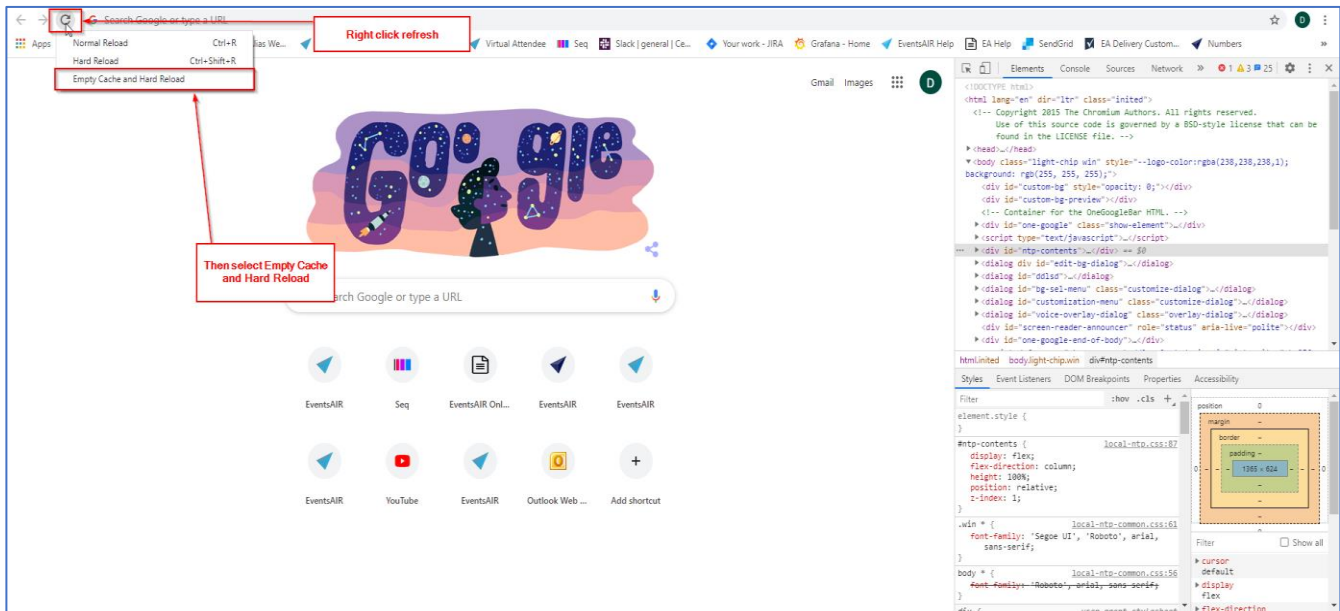 Search Google or type a URL
D
Right click refresh
Apps
ias We...
Virtual Attendee
Seq
Slack | general | Ce...
Your work - JIRA
Grafana - Home
EventsAIR Help
EA Help
SendGrid
EA Delivery Custom...
Numbers
»
Normal Reload Ctrl+R
Hard Reload Ctrl+Shift+R
Empty Cache and Hard Reload
Gmail Images
D
Google
Then select Empty Cache
and Hard Reload
arch Google or type a URL
EventsAIR
Seq
EventsAIR Onl...
EventsAIR
EventsAIR
EventsAIR
YouTube
EventsAIR
Outlook Web ...
Add shortcut
Elements Console Sources Network » 1 3 25
<!DOCTYPE html>
<html lang="en" dir="ltr" class="inited">
<!-- Copyright 2015 The Chromium Authors. All rights reserved.
Use of this source code is governed by a BSD-style license that can be
found in the LICENSE file. -->
<head>…</head>
<body class="light-chip win" style="--logo-color:rgba(238,238,238,1);
background: rgb(255, 255, 255);">
<div id="custom-bg" style="opacity: 0;"></div>
<div id="custom-bg-preview"></div>
<!-- Container for the OneGoogleBar HTML. -->
<div id="one-google" class="show-element">…</div>
<script type="text/javascript">…</script>
<div id="ntp-contents">…</div> == $0
<dialog div id="edit-bg-dialog">…</dialog>
<dialog id="ddlsd">…</dialog>
<dialog id="bg-sel-menu" class="customize-dialog">…</dialog>
<dialog id="customization-menu" class="customize-dialog">…</dialog>
<dialog id="voice-overlay-dialog" class="overlay-dialog">…</dialog>
<div id="screen-reader-announcer" role="status" aria-live="polite"></div>
<div id="one-google-end-of-body">…</div>
html.inited body.light-chip.win div#ntp-contents
Styles Event Listeners DOM Breakpoints Properties Accessibility
Filter :hov .cls +
element.style {
}
#ntp-contents { local-ntp.css:87
display: flex;
flex-direction: column;
height: 100%;
position: relative;
z-index: 1;
}
.win * { local-ntp-common.css:61
font-family: 'Segoe UI', 'Roboto', arial,
sans-serif;
}
body * { local-ntp-common.css:56
font-family: 'Roboto', arial, sans-serif;
}
position 0
margin -
border -
padding -
0 - - - 1365 × 624 - - - 0
-
-
-
Filter Show all
cursor
default
display
flex
flex-direction